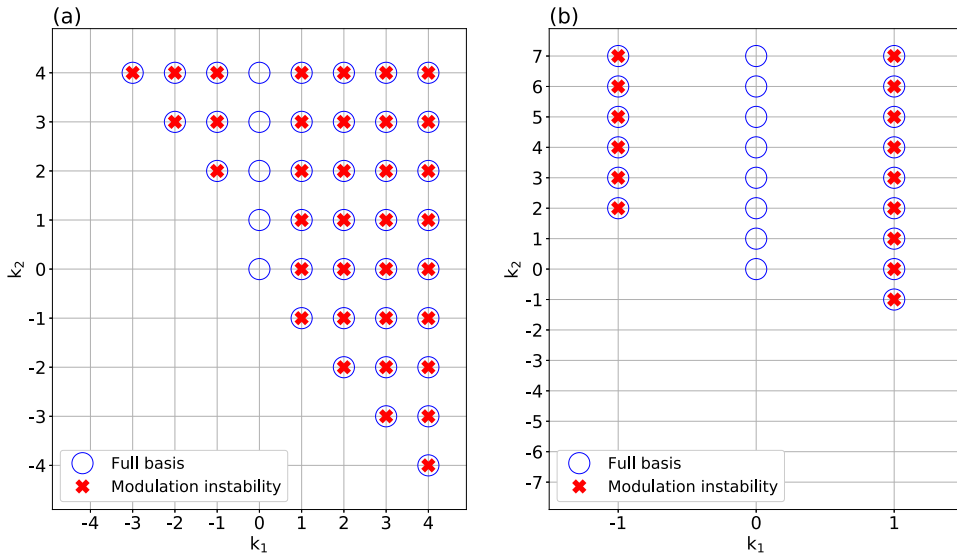 (a)
k2
4
3
2
1
0
-1
-2
-3
-4
Full basis
Modulation instability
-4 -3 -2 -1 0 1 2 3 4
k1
(b)
k2
7
6
5
4
3
2
1
0
-1
-2
-3
-4
-5
-6
-7
Full basis
Modulation instability
-1 0 1
k1